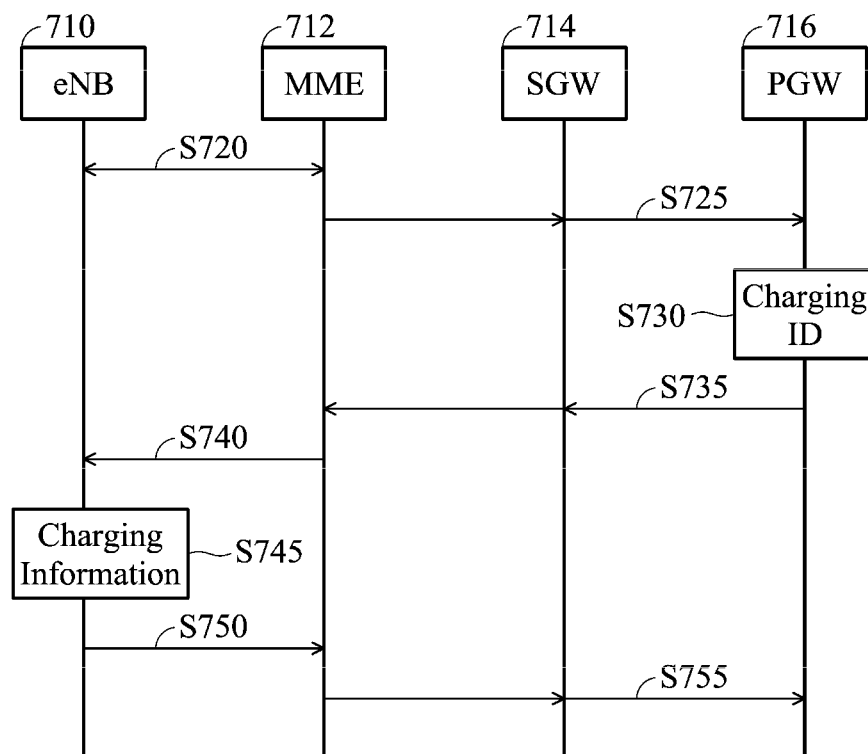 710
712
714
716
eNB
MME
SGW
PGW
S720
S725
S730
Charging
ID
S735
S740
Charging
Information
S745
S750
S755